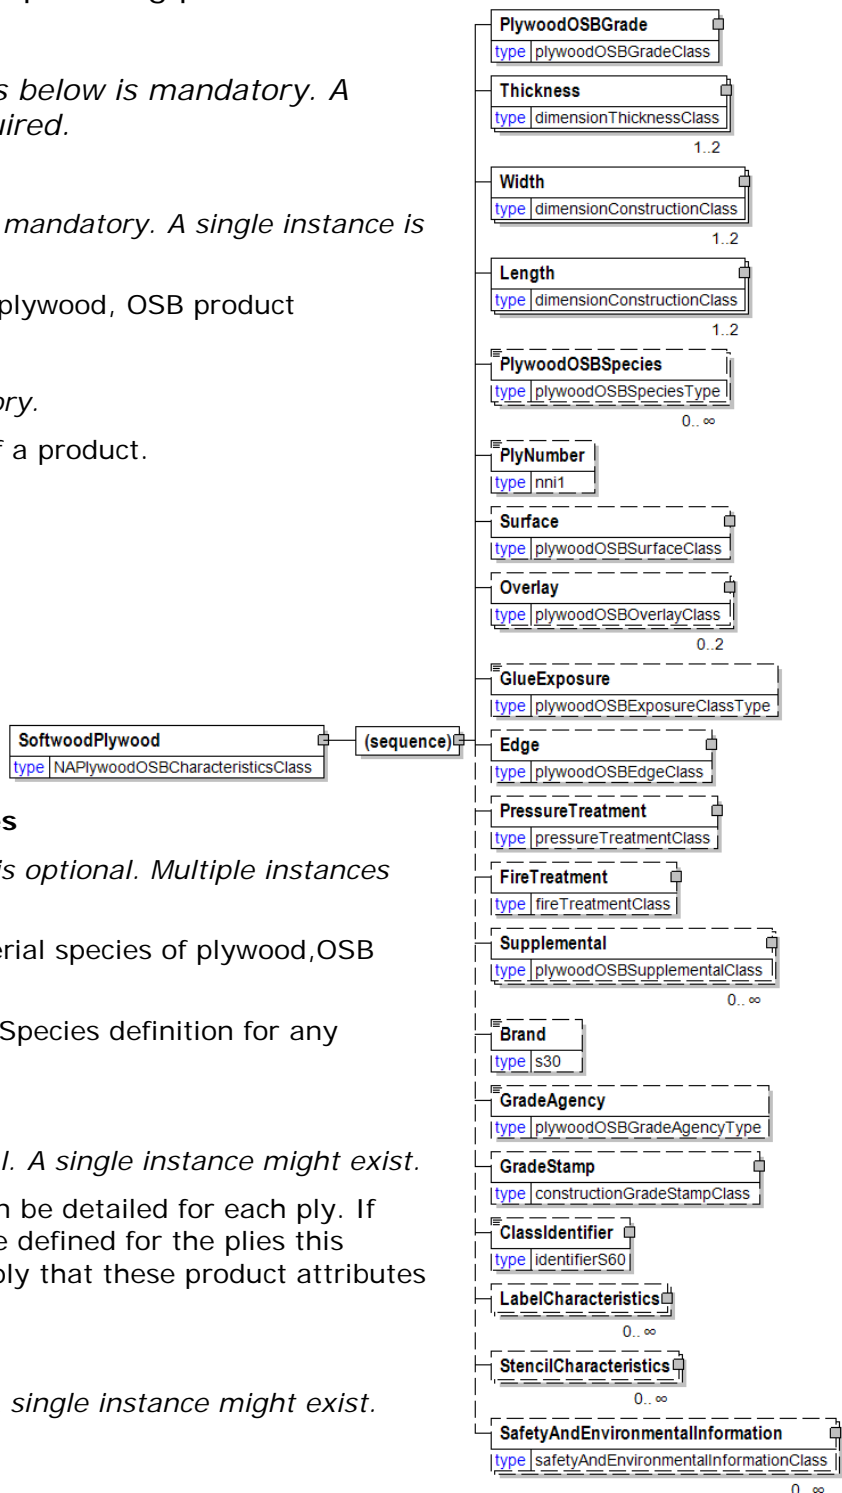 s below is mandatory. A
uired.
mandatory. A single instance is
plywood, OSB product
ory.
f a product.
es
is optional. Multiple instances
erial species of plywood,OSB
Species definition for any
l. A single instance might exist.
n be detailed for each ply. If
e defined for the plies this
ply that these product attributes
single instance might exist.
SoftwoodPlywood
type NAPlywoodOSBCharacteristicsClass
(sequence)
PlywoodOSBGrade
type plywoodOSBGradeClass
Thickness
type dimensionThicknessClass
1..2
Width
type dimensionConstructionClass
1..2
Length
type dimensionConstructionClass
1..2
PlywoodOSBSpecies
type plywoodOSBSpeciesType
0..∞
PlyNumber
type nni1
Surface
type plywoodOSBSurfaceClass
Overlay
type plywoodOSBOverlayClass
0..2
GlueExposure
type plywoodOSBExposureClassType
Edge
type plywoodOSBEdgeClass
PressureTreatment
type pressureTreatmentClass
FireTreatment
type fireTreatmentClass
Supplemental
type plywoodOSBSupplementalClass
0..∞
Brand
type s30
GradeAgency
type plywoodOSBGradeAgencyType
GradeStamp
type constructionGradeStampClass
ClassIdentifier
type identifierS60
LabelCharacteristics
0..∞
StencilCharacteristics
0..∞
SafetyAndEnvironmentalInformation
type safetyAndEnvironmentalInformationClass
0..∞